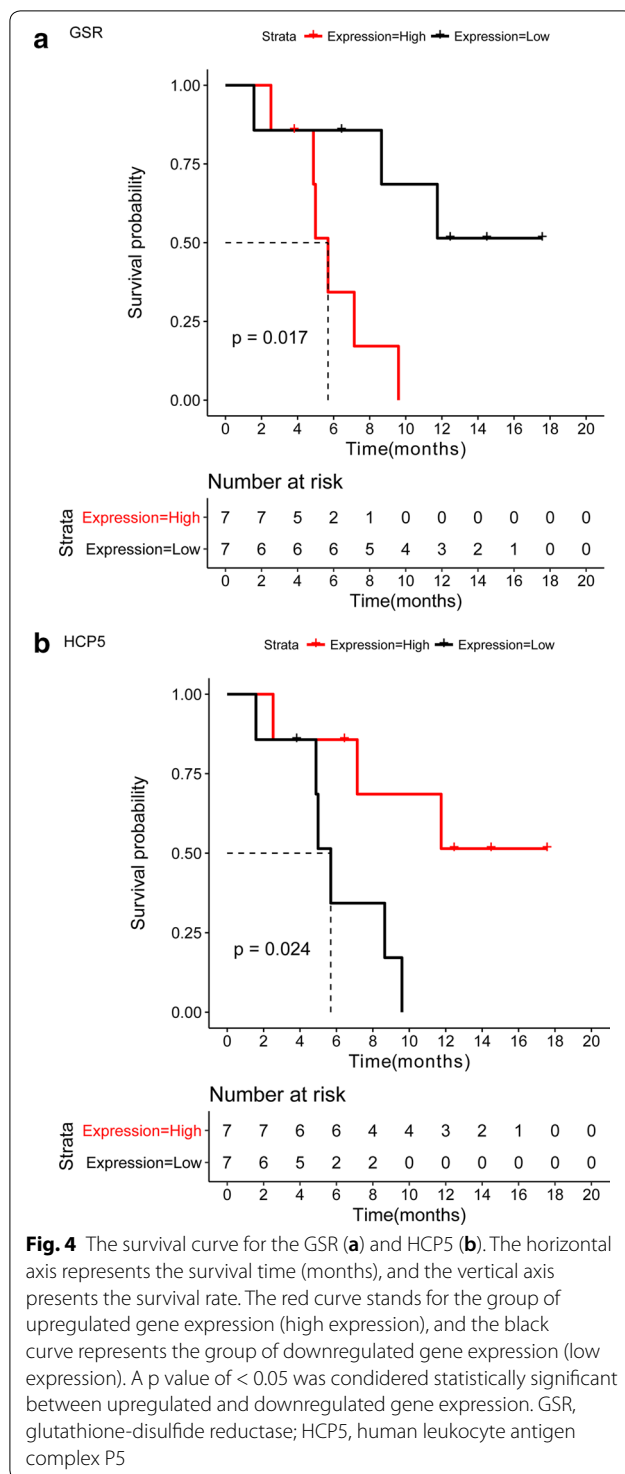 a GSR
Strata Expression=High Expression=Low
1.00
0.75
0.50
0.25
0.00
Survival probability
p = 0.017
0 2 4 6 8 10 12 14 16 18 20
Time(months)
Number at risk
Strata
Expression=High 7 7 5 2 1 0 0 0 0 0 0
Expression=Low 7 6 6 6 5 4 3 2 1 0 0
0 2 4 6 8 10 12 14 16 18 20
Time(months)
b HCP5
Strata Expression=High Expression=Low
1.00
0.75
0.50
0.25
0.00
Survival probability
p = 0.024
0 2 4 6 8 10 12 14 16 18 20
Time(months)
Number at risk
Strata
Expression=High 7 7 6 6 4 4 3 2 1 0 0
Expression=Low 7 6 5 2 2 0 0 0 0 0 0
0 2 4 6 8 10 12 14 16 18 20
Time(months)
Fig. 4 The survival curve for the GSR (a) and HCP5 (b). The horizontal
axis represents the survival time (months), and the vertical axis
presents the survival rate. The red curve stands for the group of
upregulated gene expression (high expression), and the black
curve represents the group of downregulated gene expression (low
expression). A p value of < 0.05 was condidered statistically significant
between upregulated and downregulated gene expression. GSR,
glutathione-disulfide reductase; HCP5, human leukocyte antigen
complex P5